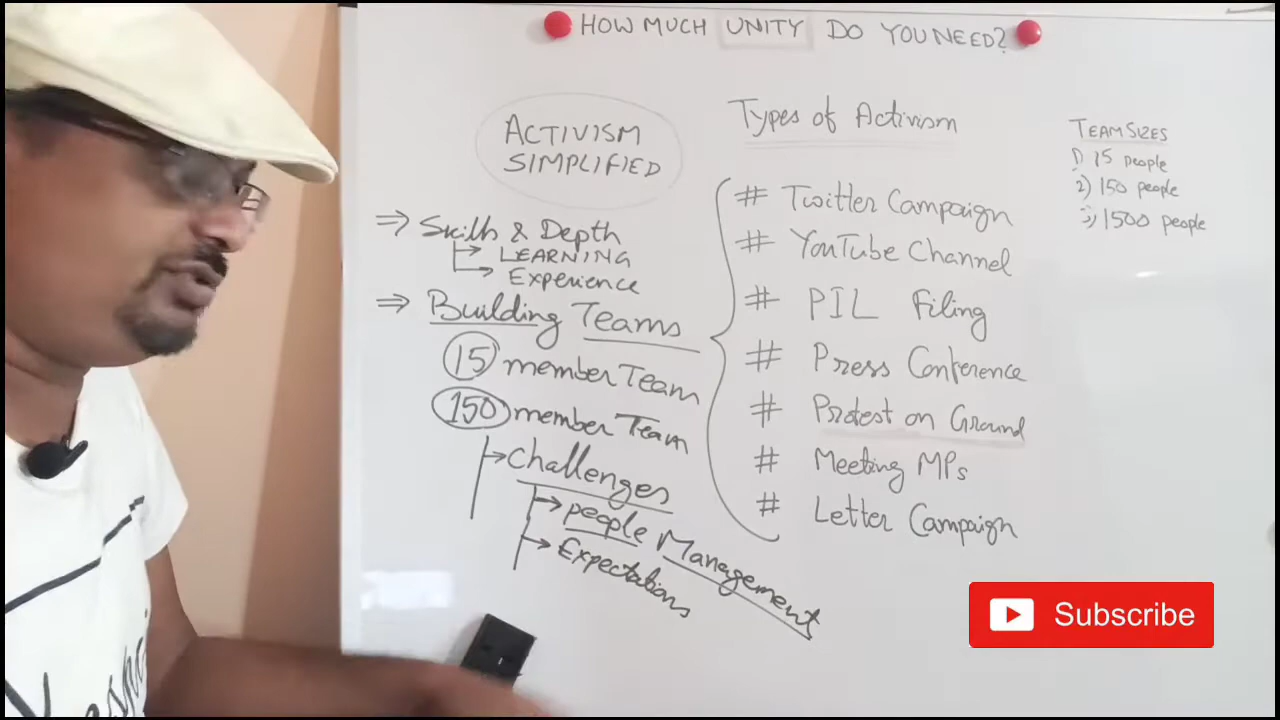 HOW MUCH UNITY DO YOU NEED?
ACTIVISM
SIMPLIFIED
⇒ Skills & Depth
LEARNING
Experience
⇒ Building Teams
15 member Team
150 member Team
Challenges
people Management
Expectations
Types of Activism
# Twitter Campaign
# YouTube Channel
# PIL Filing
# Press Conference
# Protest on Ground
# Meeting MPs
# Letter Campaign
TEAM SIZES
1) 15 people
2) 150 people
3) 1500 people
Subscribe